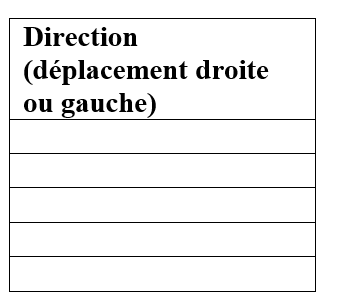 Direction
(déplacement droite
ou gauche)